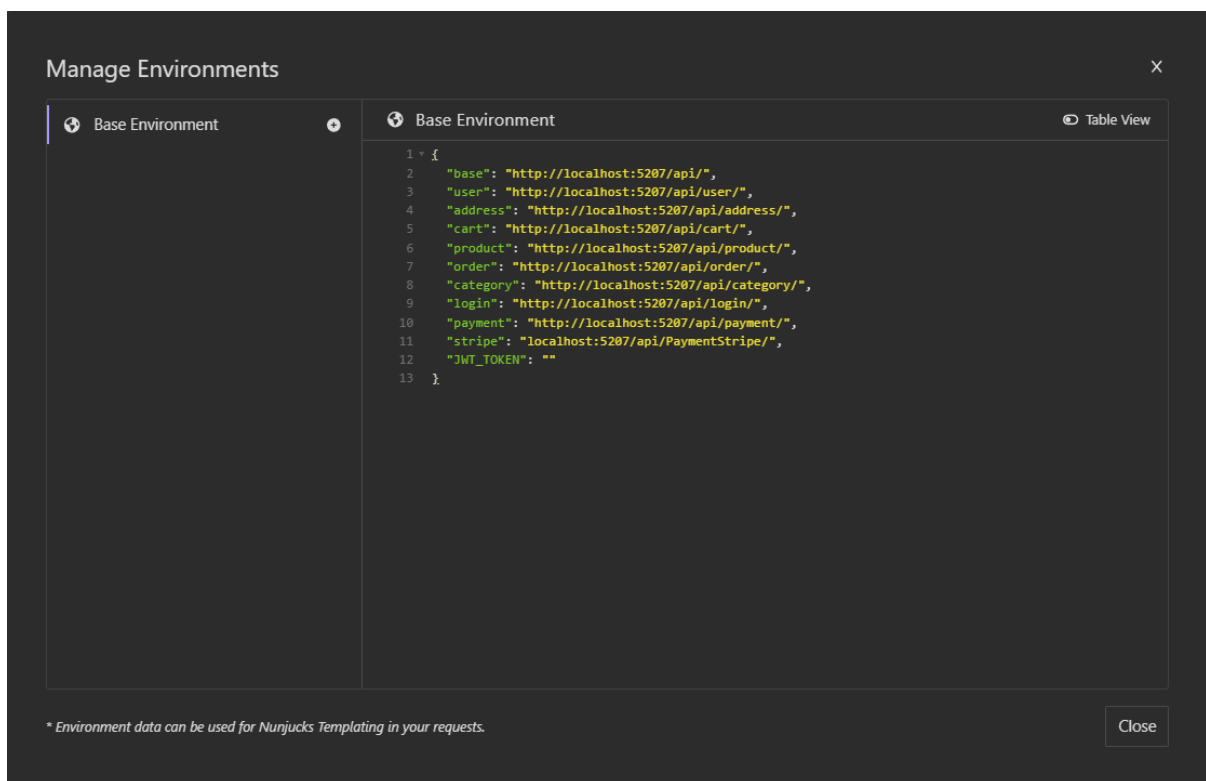 Manage Environments
X
Base Environment
Base Environment
Table View
1 {
2 "base": "http://localhost:5207/api/",
3 "user": "http://localhost:5207/api/user/",
4 "address": "http://localhost:5207/api/address/",
5 "cart": "http://localhost:5207/api/cart/",
6 "product": "http://localhost:5207/api/product/",
7 "order": "http://localhost:5207/api/order/",
8 "category": "http://localhost:5207/api/category/",
9 "login": "http://localhost:5207/api/login/",
10 "payment": "http://localhost:5207/api/payment/",
11 "stripe": "localhost:5207/api/PaymentStripe/",
12 "JWT_TOKEN": ""
13 }
* Environment data can be used for Nunjucks Templating in your requests.
Close